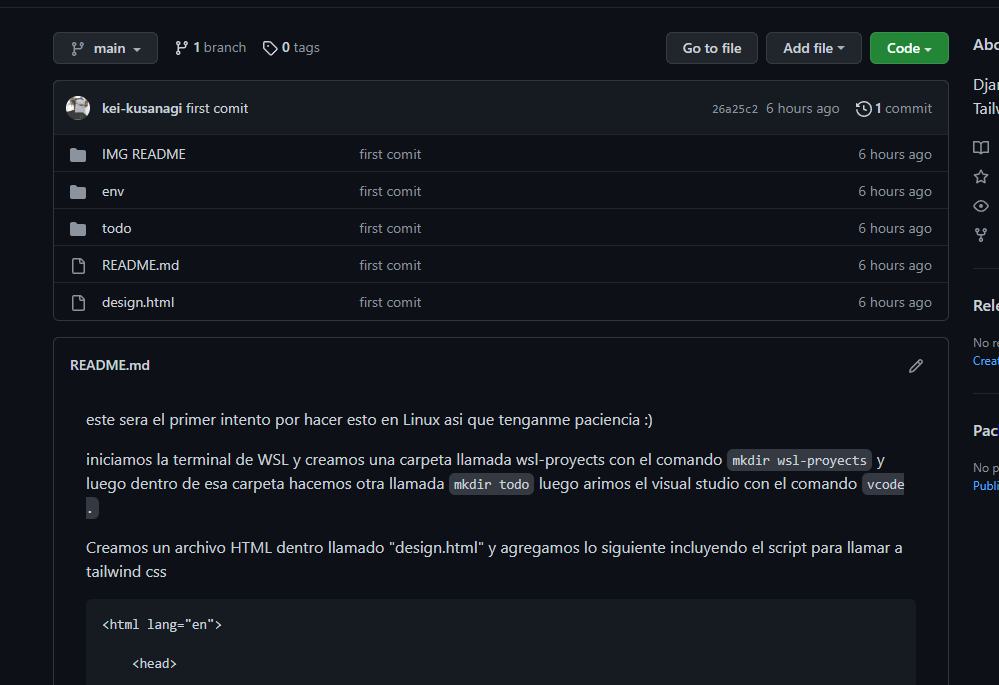 main 1 branch 0 tags Go to file Add file Code
kei-kusanagi first comit 26a25c2 6 hours ago 1 commit
IMG README first comit 6 hours ago
env first comit 6 hours ago
todo first comit 6 hours ago
README.md first comit 6 hours ago
design.html first comit 6 hours ago
README.md
este sera el primer intento por hacer esto en Linux asi que tenganme paciencia :)
iniciamos la terminal de WSL y creamos una carpeta llamada wsl-proyects con el comando mkdir wsl-proyects y
luego dentro de esa carpeta hacemos otra llamada mkdir todo luego arimos el visual studio con el comando vcode
.
Creamos un archivo HTML dentro llamado "design.html" y agregamos lo siguiente incluyendo el script para llamar a
tailwind css
<html lang="en">
<head>
Abo
Djan
Tailw
Rele
No re
Creat
Pac
No p
Publi